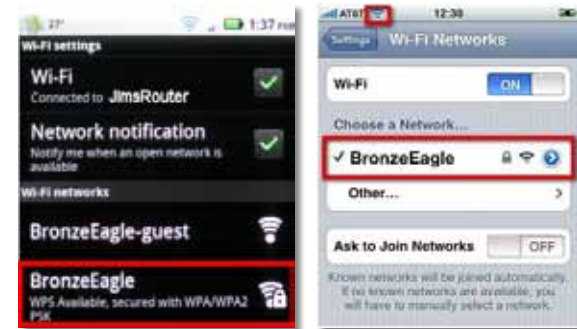 27°
1:37 PM
Wi-Fi settings
Wi-Fi
Connected to JimsRouter
Network notification
Notify me when an open network is
available
Wi-Fi networks
BronzeEagle-guest
BronzeEagle
WPS Available, secured with WPA/WPA2
PSK
AT&T
12:30
Settings
Wi-Fi Networks
Wi-Fi
ON
Choose a Network...
✓ BronzeEagle
Other...
Ask to Join Networks
OFF
Known networks will be joined automatically.
If no known networks are available, you
will have to manually select a network.